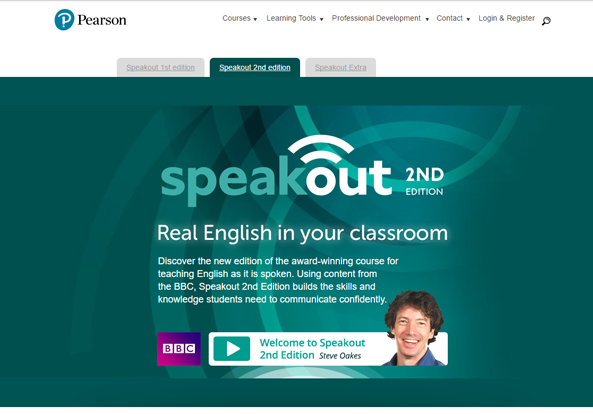 Pearson
Courses Learning Tools Professional Development Contact Login & Register
Speakout 1st edition Speakout 2nd edition Speakout Extra
speakout 2ND
EDITION
Real English in your classroom
Discover the new edition of the award-winning course for
teaching English as it is spoken. Using content from
the BBC, Speakout 2nd Edition builds the skills and
knowledge students need to communicate confidently.
BBC
Welcome to Speakout
2nd Edition Steve Oakes